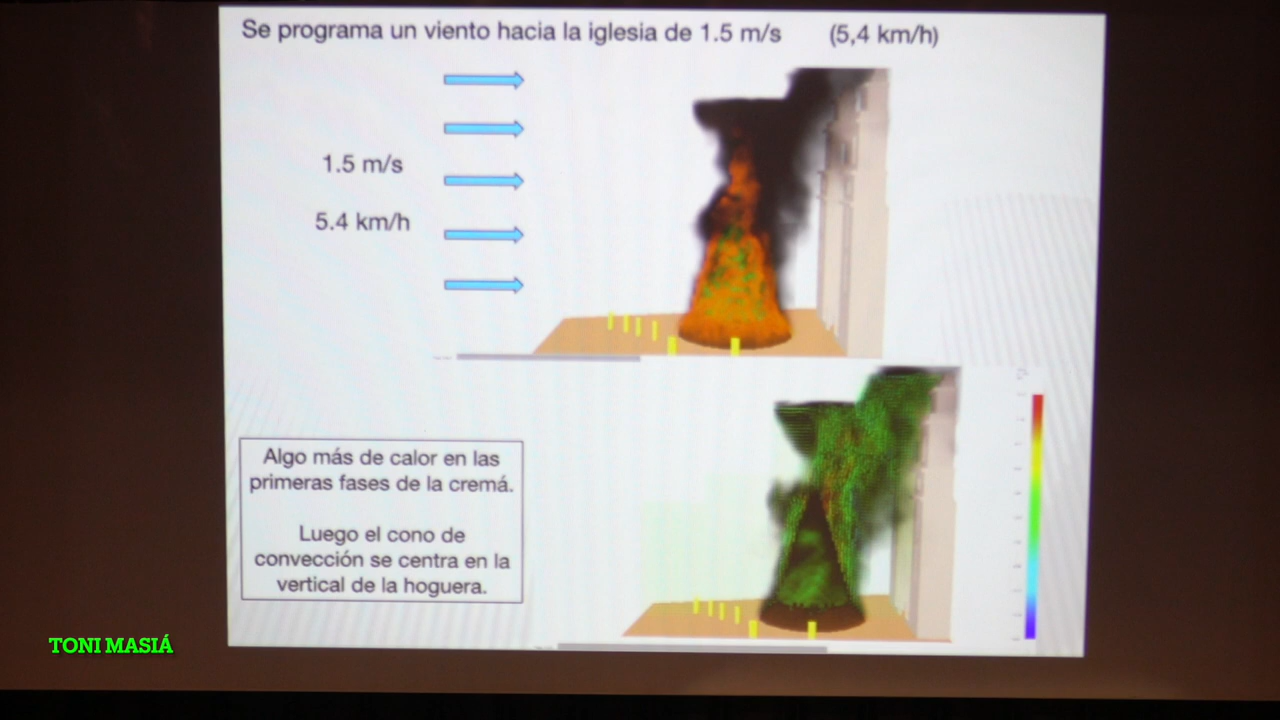 Se programa un viento hacia la iglesia de 1.5 m/s (5,4 km/h)
1.5 m/s
5.4 km/h
Algo más de calor en las
primeras fases de la cremá.
Luego el cono de
convección se centra en la
vertical de la hoguera.
TONI MASIÁ